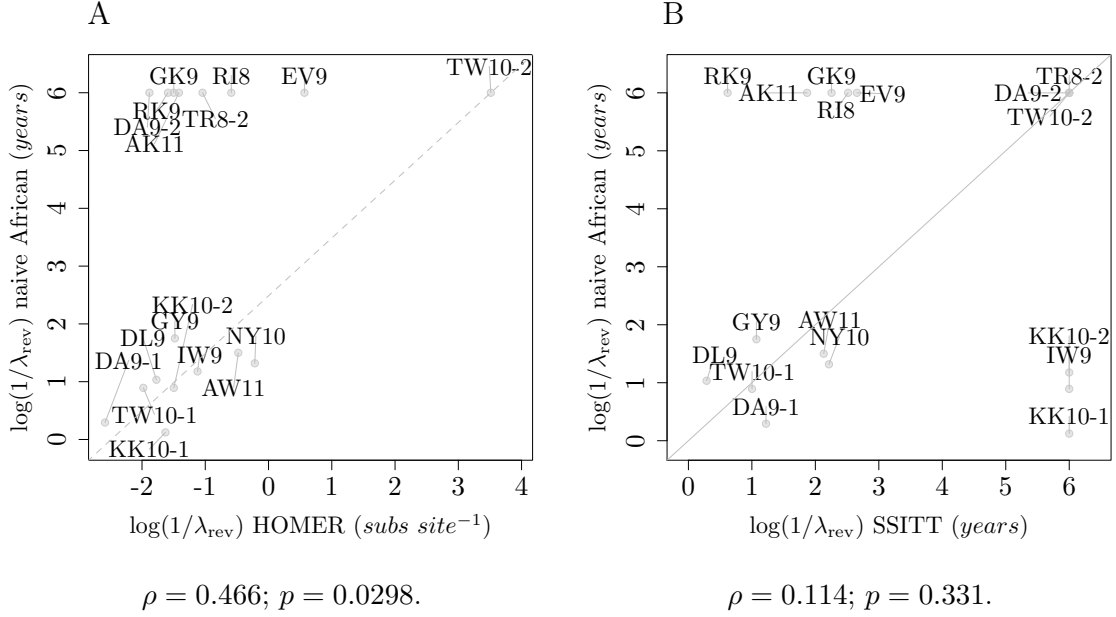 A
log(1/λrev) naive African (years)
6
5
4
3
2
1
0
GK9
RI8
EV9
TW10-2
RK9
DA9-2
AK11
TR8-2
KK10-2
GY9
DL9
DA9-1
IW9
NY10
AW11
TW10-1
KK10-1
-2 -1 0 1 2 3 4
log(1/λrev) HOMER (subs site⁻¹)
ρ = 0.466; p = 0.0298.
B
log(1/λrev) naive African (years)
6
5
4
3
2
1
0
RK9
AK11
GK9
RI8
EV9
TR8-2
DA9-2
TW10-2
GY9
AW11
NY10
DL9
TW10-1
DA9-1
KK10-2
IW9
KK10-1
0 1 2 3 4 5 6
log(1/λrev) SSITT (years)
ρ = 0.114; p = 0.331.